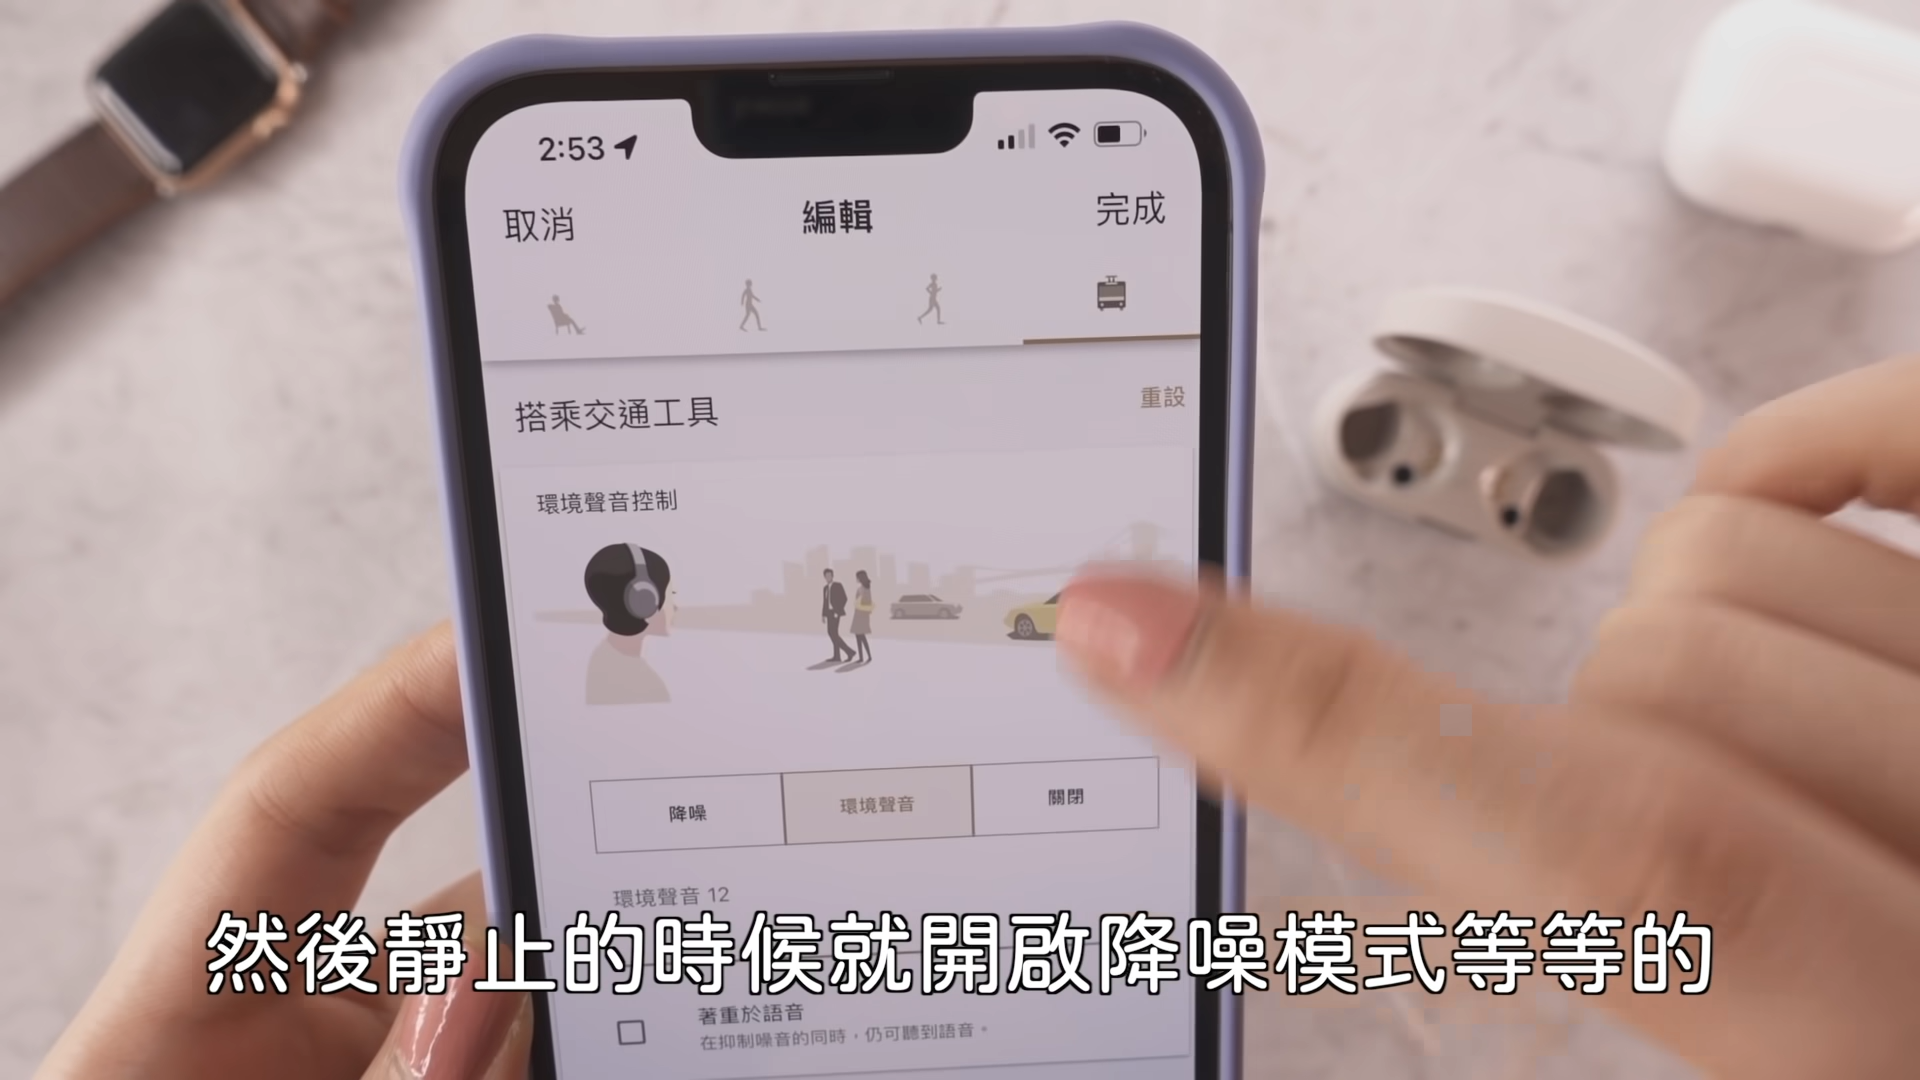 2:53
取消
編輯
完成
搭乘交通工具
重設
環境聲音控制
降噪
環境聲音
關閉
環境聲音 12
然後靜止的時候就開啟降噪模式等等的
著重於語音
在抑制噪音的同時，仍可聽到語音。